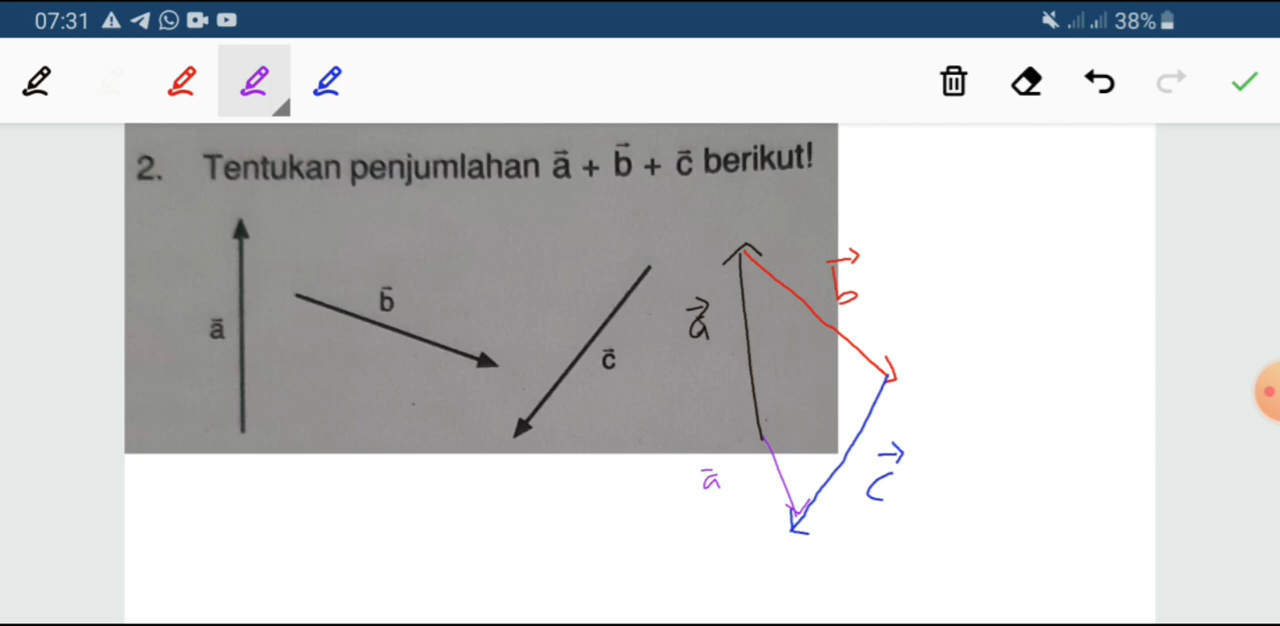 07:31 38%
2. Tentukan penjumlahan a⃗ + b⃗ + c⃗ berikut!
a⃗
b⃗
c⃗
a⃗
b⃗
c⃗
a̅